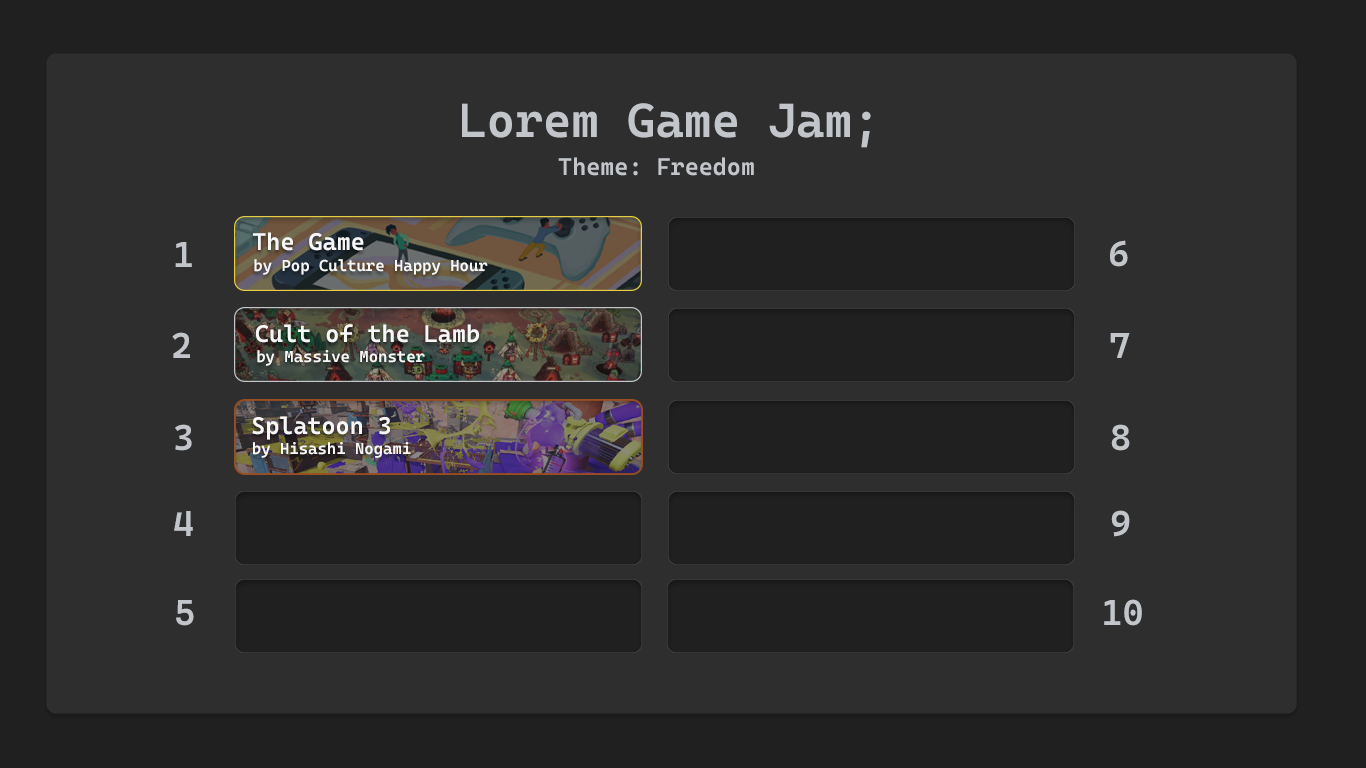 Lorem Game Jam;
Theme: Freedom
1
The Game
by Pop Culture Happy Hour
2
Cult of the Lamb
by Massive Monster
3
Splatoon 3
by Hisashi Nogami
4
5
6
7
8
9
10